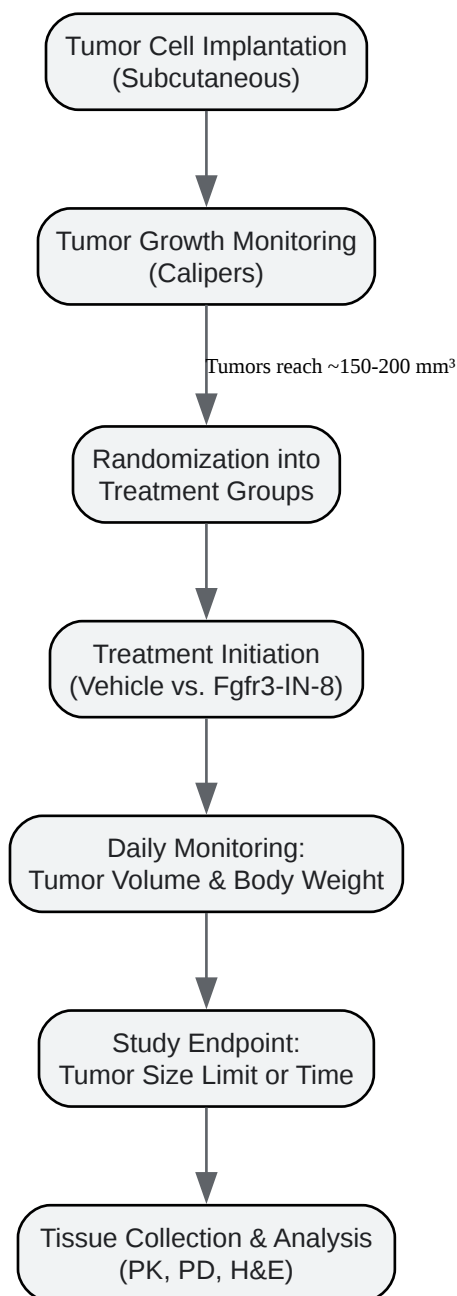 Tumor Cell Implantation
(Subcutaneous)
Tumor Growth Monitoring
(Calipers)
Tumors reach ~150-200 mm³
Randomization into
Treatment Groups
Treatment Initiation
(Vehicle vs. Fgfr3-IN-8)
Daily Monitoring:
Tumor Volume & Body Weight
Study Endpoint:
Tumor Size Limit or Time
Tissue Collection & Analysis
(PK, PD, H&E)